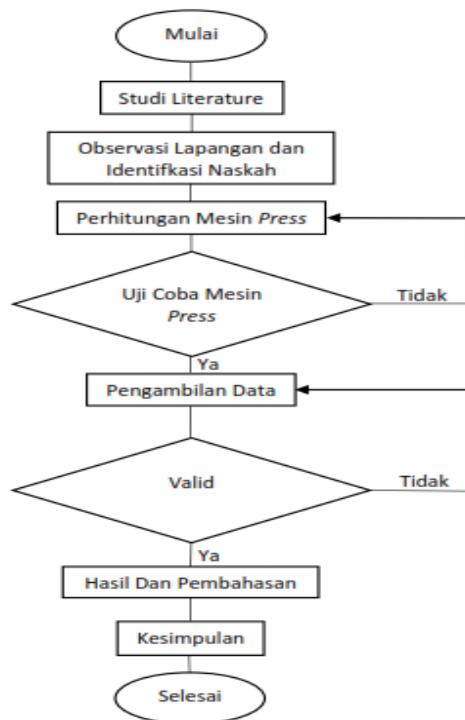 Mulai
Studi Literature
Observasi Lapangan dan
Identifkasi Naskah
Perhitungan Mesin Press
Uji Coba Mesin
Press
Tidak
Ya
Pengambilan Data
Valid
Tidak
Ya
Hasil Dan Pembahasan
Kesimpulan
Selesai